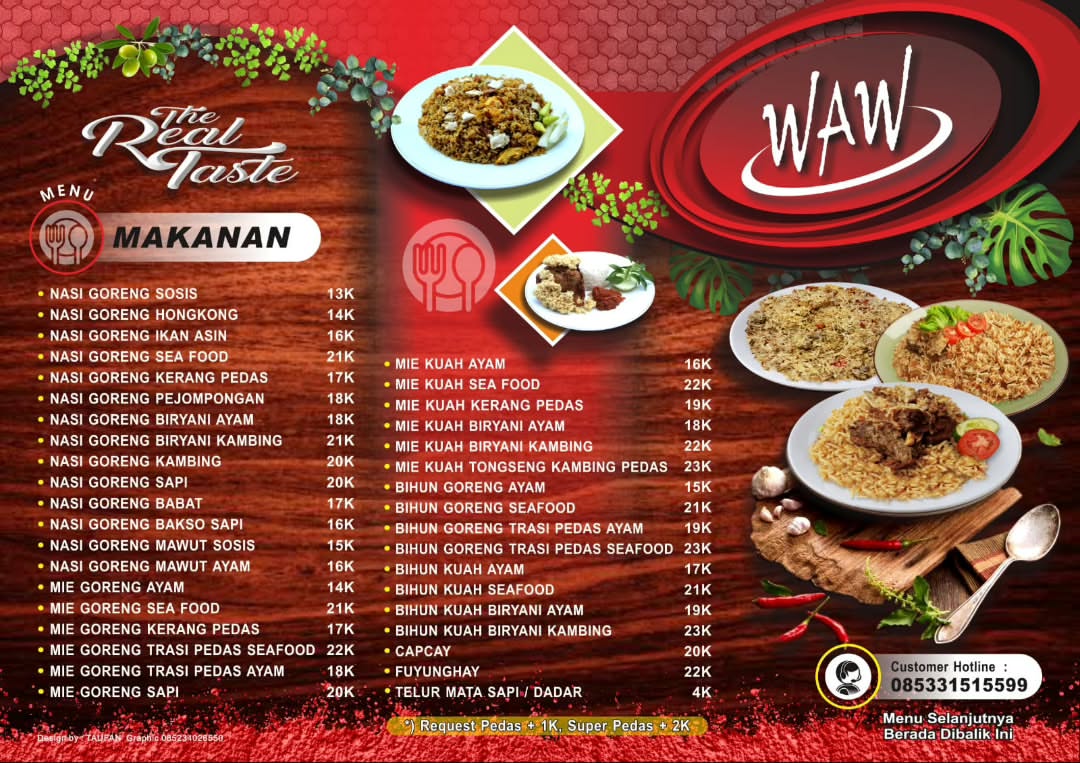 The
Real
Taste
WAW
MENU
MAKANAN
• NASI GORENG SOSIS 13K
• NASI GORENG HONGKONG 14K
• NASI GORENG IKAN ASIN 16K
• NASI GORENG SEA FOOD 21K
• NASI GORENG KERANG PEDAS 17K
• NASI GORENG PEJOMPONGAN 18K
• NASI GORENG BIRYANI AYAM 18K
• NASI GORENG BIRYANI KAMBING 21K
• NASI GORENG KAMBING 20K
• NASI GORENG SAPI 20K
• NASI GORENG BABAT 17K
• NASI GORENG BAKSO SAPI 16K
• NASI GORENG MAWUT SOSIS 15K
• NASI GORENG MAWUT AYAM 16K
• MIE GORENG AYAM 14K
• MIE GORENG SEA FOOD 21K
• MIE GORENG KERANG PEDAS 17K
• MIE GORENG TRASI PEDAS SEAFOOD 22K
• MIE GORENG TRASI PEDAS AYAM 18K
• MIE GORENG SAPI 20K
• MIE KUAH AYAM 16K
• MIE KUAH SEA FOOD 22K
• MIE KUAH KERANG PEDAS 19K
• MIE KUAH BIRYANI AYAM 18K
• MIE KUAH BIRYANI KAMBING 22K
• MIE KUAH TONGSENG KAMBING PEDAS 23K
• BIHUN GORENG AYAM 15K
• BIHUN GORENG SEAFOOD 21K
• BIHUN GORENG TRASI PEDAS AYAM 19K
• BIHUN GORENG TRASI PEDAS SEAFOOD 23K
• BIHUN KUAH AYAM 17K
• BIHUN KUAH SEAFOOD 21K
• BIHUN KUAH BIRYANI AYAM 19K
• BIHUN KUAH BIRYANI KAMBING 23K
• CAPCAY 20K
• FUYUNGHAY 22K
• TELUR MATA SAPI / DADAR 4K
*) Request Pedas + 1K, Super Pedas + 2K
Customer Hotline :
085331515599
Menu Selanjutnya
Berada Dibalik Ini
Design by : TAUFAN Graphic 085234026550